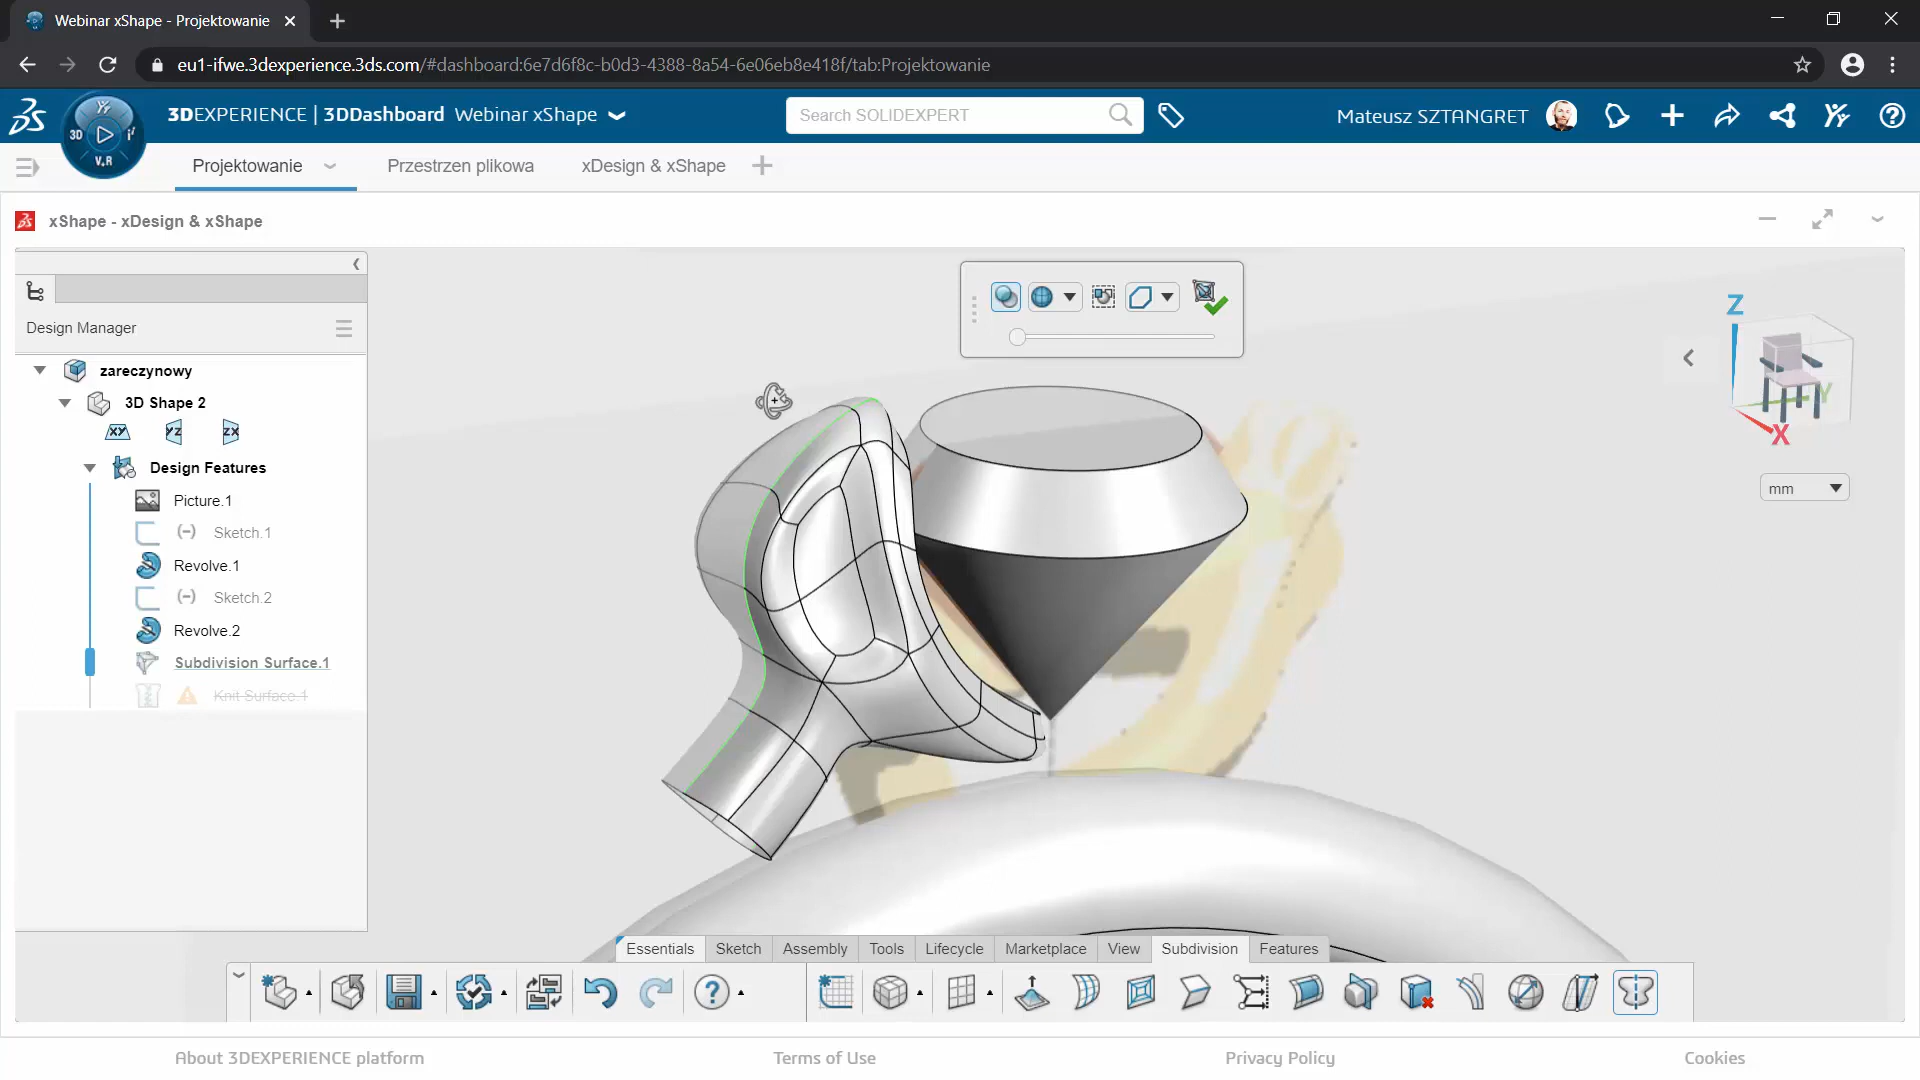 Webinar xShape - Projektowanie
eu1-ifwe.3dexperience.3ds.com/#dashboard:6e7d6f8c-b0d3-4388-8a54-6e06eb8e418f/tab:Projektowanie
3D
V.R
3DEXPERIENCE | 3DDashboard Webinar xShape
Search SOLIDEXPERT
Mateusz SZTANGRET
Projektowanie
Przestrzen plikowa
xDesign & xShape
xShape - xDesign & xShape
Design Manager
zareczynowy
3D Shape 2
XY
YZ
ZX
Design Features
Picture.1
(-) Sketch.1
Revolve.1
(-) Sketch.2
Revolve.2
Subdivision Surface.1
Knit Surface.1
Z
Y
X
mm
Essentials
Sketch
Assembly
Tools
Lifecycle
Marketplace
View
Subdivision
Features
About 3DEXPERIENCE platform
Terms of Use
Privacy Policy
Cookies